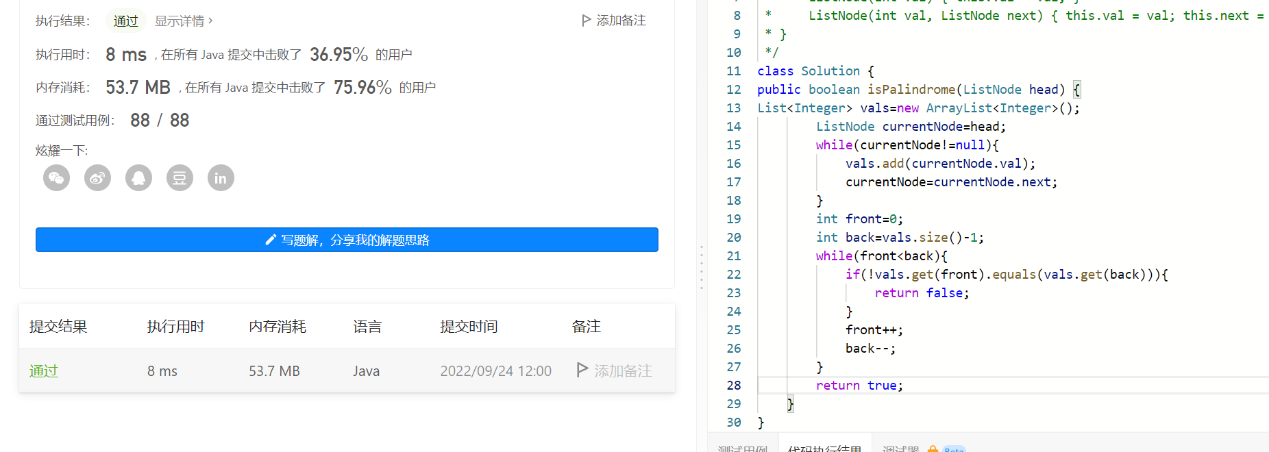 执行结果： 通过 显示详情 > 添加备注
执行用时： 8 ms , 在所有 Java 提交中击败了 36.95% 的用户
内存消耗： 53.7 MB , 在所有 Java 提交中击败了 75.96% 的用户
通过测试用例： 88 / 88
炫耀一下:
写题解，分享我的解题思路
提交结果 执行用时 内存消耗 语言 提交时间 备注
通过 8 ms 53.7 MB Java 2022/09/24 12:00 添加备注
8 * ListNode(int val, ListNode next) { this.val = val; this.next =
9 * }
10 */
11 class Solution {
12 public boolean isPalindrome(ListNode head) {
13 List<Integer> vals=new ArrayList<Integer>();
14 ListNode currentNode=head;
15 while(currentNode!=null){
16 vals.add(currentNode.val);
17 currentNode=currentNode.next;
18 }
19 int front=0;
20 int back=vals.size()-1;
21 while(front<back){
22 if(!vals.get(front).equals(vals.get(back))){
23 return false;
24 }
25 front++;
26 back--;
27 }
28 return true;
29 }
30 }
测试用例 代码执行结果 调试器 Beta